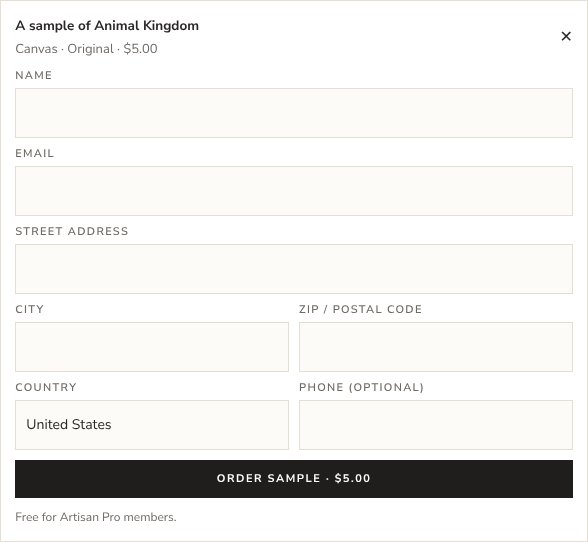 A sample of Animal Kingdom
Canvas · Original · $5.00
✕
NAME
EMAIL
STREET ADDRESS
CITY
ZIP / POSTAL CODE
COUNTRY
PHONE (OPTIONAL)
United States
ORDER SAMPLE · $5.00
Free for Artisan Pro members.